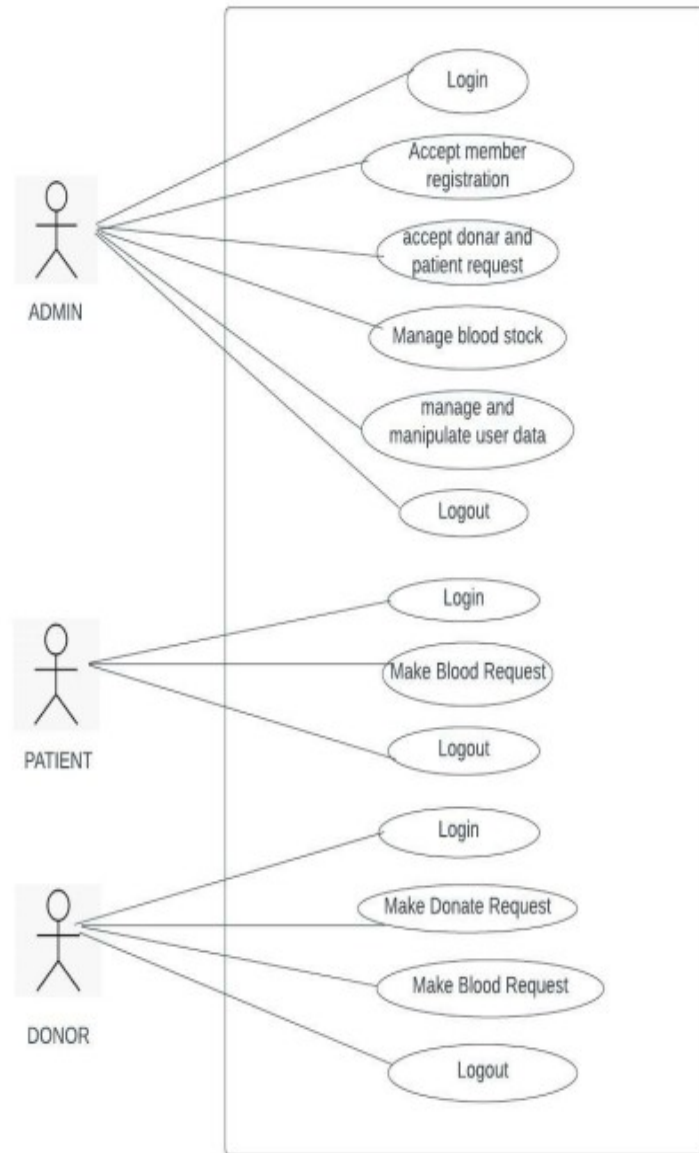 Login
Accept member
registration
accept donar and
patient request
ADMIN
Manage blood stock
manage and
manipulate user data
Logout
Login
Make Blood Request
PATIENT
Logout
Login
Make Donate Request
Make Blood Request
DONOR
Logout